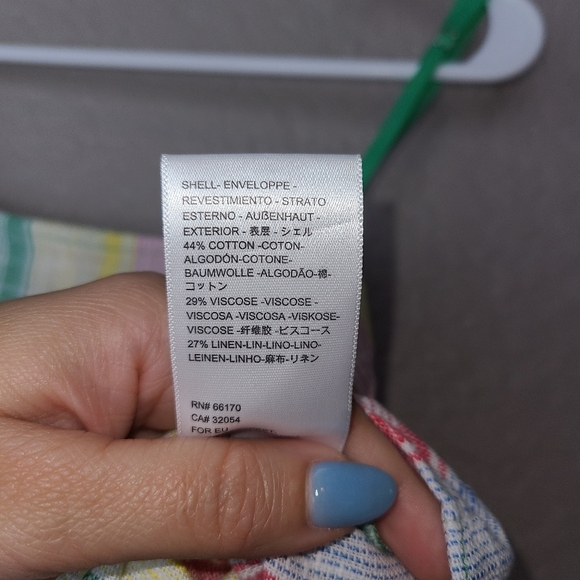 SHELL- ENVELOPPE -
REVESTIMIENTO - STRATO
ESTERNO - AUßENHAUT -
EXTERIOR - 表層 - シェル
44% COTTON -COTON-
ALGODÓN-COTONE-
BAUMWOLLE -ALGODÃO-棉-
コットン
29% VISCOSE -VISCOSE -
VISCOSA -VISCOSA -VISKOSE-
VISCOSE -纤维胶 -ビスコース
27% LINEN-LIN-LINO-LINO-
LEINEN-LINHO-麻布-リネン
RN# 66170
CA# 32054
FOR